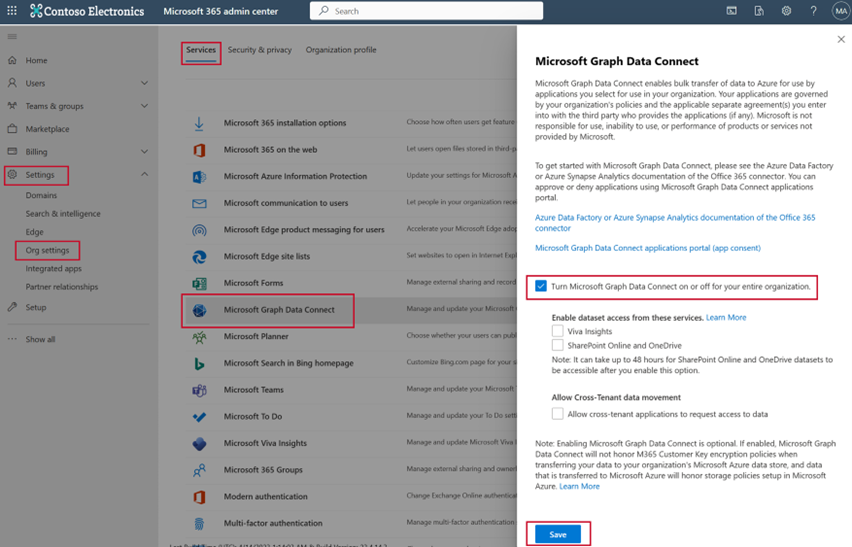 Contoso Electronics
Microsoft 365 admin center
Search
MA
Home
Users
Teams & groups
Marketplace
Billing
Settings
Domains
Search & intelligence
Edge
Org settings
Integrated apps
Partner relationships
Setup
Show all
Services
Security & privacy
Organization profile
Microsoft 365 installation options
Choose how often users get feature
Microsoft 365 on the web
Let users open files stored in third-p
Microsoft Azure Information Protection
Update your settings for Microsoft A
Microsoft communication to users
Let people in your organization recei
Microsoft Edge product messaging for users
Accelerate your Microsoft Edge adop
Microsoft Edge site lists
Set websites to open in Internet Expl
Microsoft Forms
Manage external sharing and record
Microsoft Graph Data Connect
Manage and update your Microsoft
Microsoft Planner
Choose whether your users can publ
Microsoft Search in Bing homepage
Customize Bing.com page for your s
Microsoft Teams
Manage and update your Microsoft T
Microsoft To Do
Manage and update your To Do sett
Microsoft Viva Insights
Manage and update Microsoft Viva I
Microsoft 365 Groups
Manage external sharing and owners
Modern authentication
Change Exchange Online authenticat
Multi-factor authentication
Manage multi-factor authentication
Microsoft Graph Data Connect
Microsoft Graph Data Connect enables bulk transfer of data to Azure for use by
applications you select for use in your organization. Your applications are governed
by your organization's policies and the applicable separate agreement(s) you enter
into with the third party who provides the applications (if any). Microsoft is not
responsible for use, inability to use, or performance of products or services not
provided by Microsoft.
To get started with Microsoft Graph Data Connect, please see the Azure Data Factory
or Azure Synapse Analytics documentation of the Office 365 connector. You can
approve or deny applications using Microsoft Graph Data Connect applications
portal.
Azure Data Factory or Azure Synapse Analytics documentation of the Office 365
connector
Microsoft Graph Data Connect applications portal (app consent)
Turn Microsoft Graph Data Connect on or off for your entire organization.
Enable dataset access from these services. Learn More
Viva Insights
SharePoint Online and OneDrive
Note: It can take up to 48 hours for SharePoint Online and OneDrive datasets to
be accessible after you enable this option.
Allow Cross-Tenant data movement
Allow cross-tenant applications to request access to data
Note: Enabling Microsoft Graph Data Connect is optional. If enabled, Microsoft Graph
Data Connect will not honor M365 Customer Key encryption policies when
transferring your data to your organization's Microsoft Azure data store, and data
that is transferred to Microsoft Azure will honor storage policies setup in Microsoft
Azure. Learn More
Save